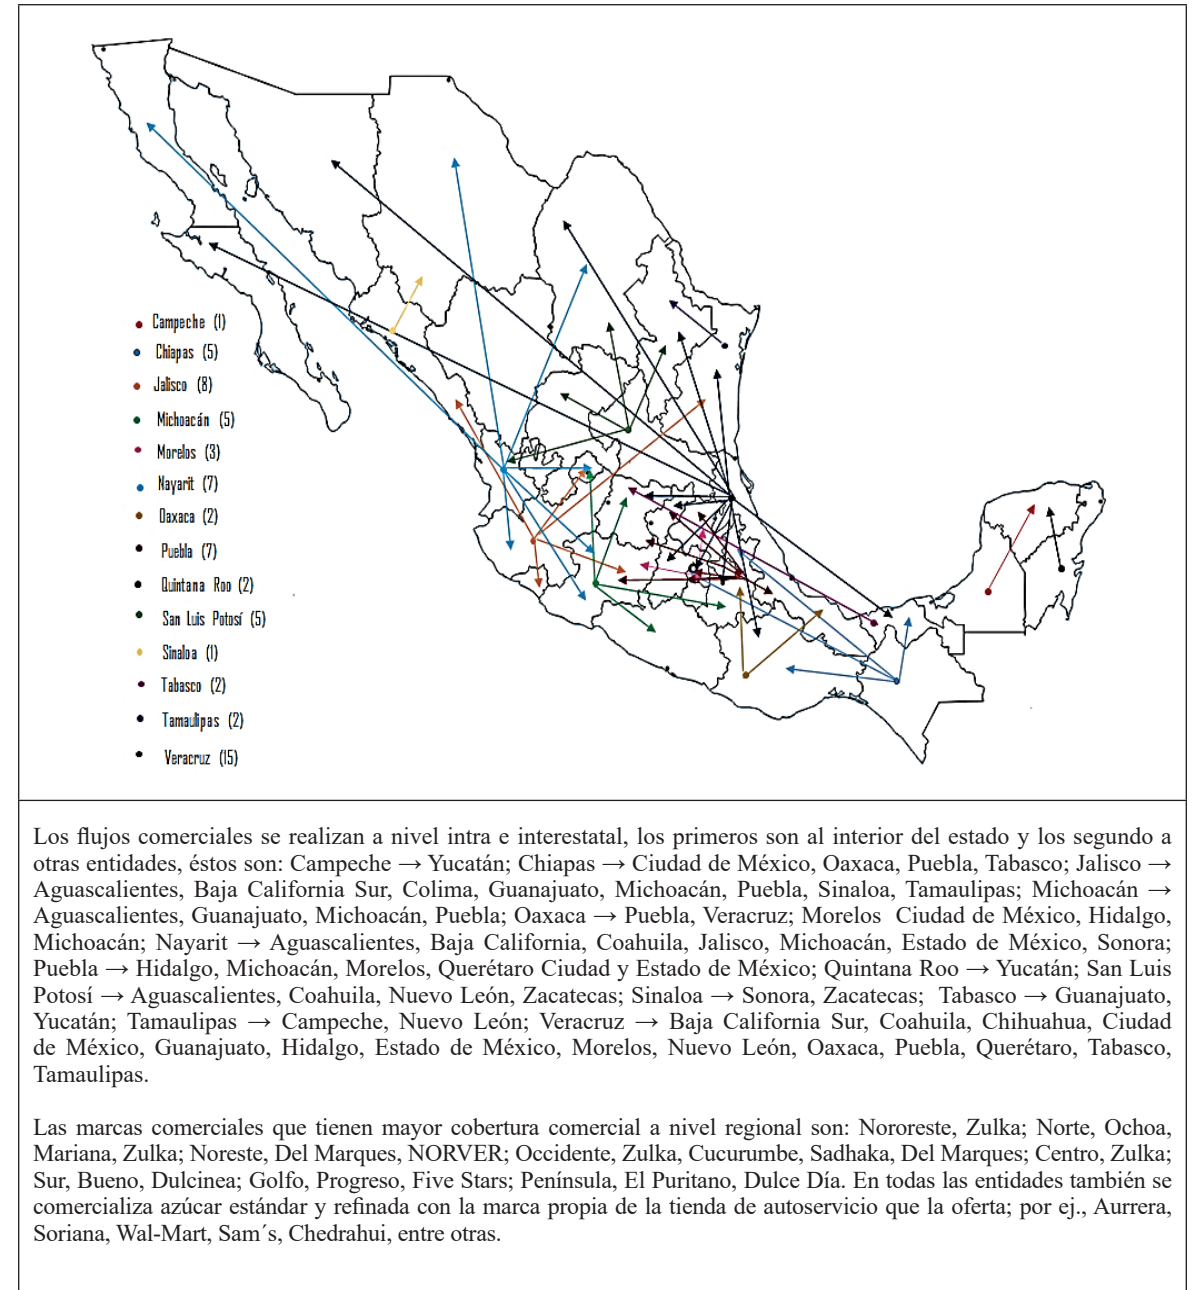 Campeche (1)
Chiapas (5)
Jalisco (8)
Michoacán (5)
Morelos (3)
Nayarit (7)
Oaxaca (2)
Puebla (7)
Quintana Roo (2)
San Luis Potosí (5)
Sinaloa (1)
Tabasco (2)
Tamaulipas (2)
Veracruz (15)
Los flujos comerciales se realizan a nivel intra e interestatal, los primeros son al interior del estado y los segundo a
otras entidades, éstos son: Campeche → Yucatán; Chiapas → Ciudad de México, Oaxaca, Puebla, Tabasco; Jalisco →
Aguascalientes, Baja California Sur, Colima, Guanajuato, Michoacán, Puebla, Sinaloa, Tamaulipas; Michoacán →
Aguascalientes, Guanajuato, Michoacán, Puebla; Oaxaca → Puebla, Veracruz; Morelos Ciudad de México, Hidalgo,
Michoacán; Nayarit → Aguascalientes, Baja California, Coahuila, Jalisco, Michoacán, Estado de México, Sonora;
Puebla → Hidalgo, Michoacán, Morelos, Querétaro Ciudad y Estado de México; Quintana Roo → Yucatán; San Luis
Potosí → Aguascalientes, Coahuila, Nuevo León, Zacatecas; Sinaloa → Sonora, Zacatecas; Tabasco → Guanajuato,
Yucatán; Tamaulipas → Campeche, Nuevo León; Veracruz → Baja California Sur, Coahuila, Chihuahua, Ciudad
de México, Guanajuato, Hidalgo, Estado de México, Morelos, Nuevo León, Oaxaca, Puebla, Querétaro, Tabasco,
Tamaulipas.
Las marcas comerciales que tienen mayor cobertura comercial a nivel regional son: Nororeste, Zulka; Norte, Ochoa,
Mariana, Zulka; Noreste, Del Marques, NORVER; Occidente, Zulka, Cucurumbe, Sadhaka, Del Marques; Centro, Zulka;
Sur, Bueno, Dulcinea; Golfo, Progreso, Five Stars; Península, El Puritano, Dulce Día. En todas las entidades también se
comercializa azúcar estándar y refinada con la marca propia de la tienda de autoservicio que la oferta; por ej., Aurrera,
Soriana, Wal-Mart, Sam´s, Chedrahui, entre otras.